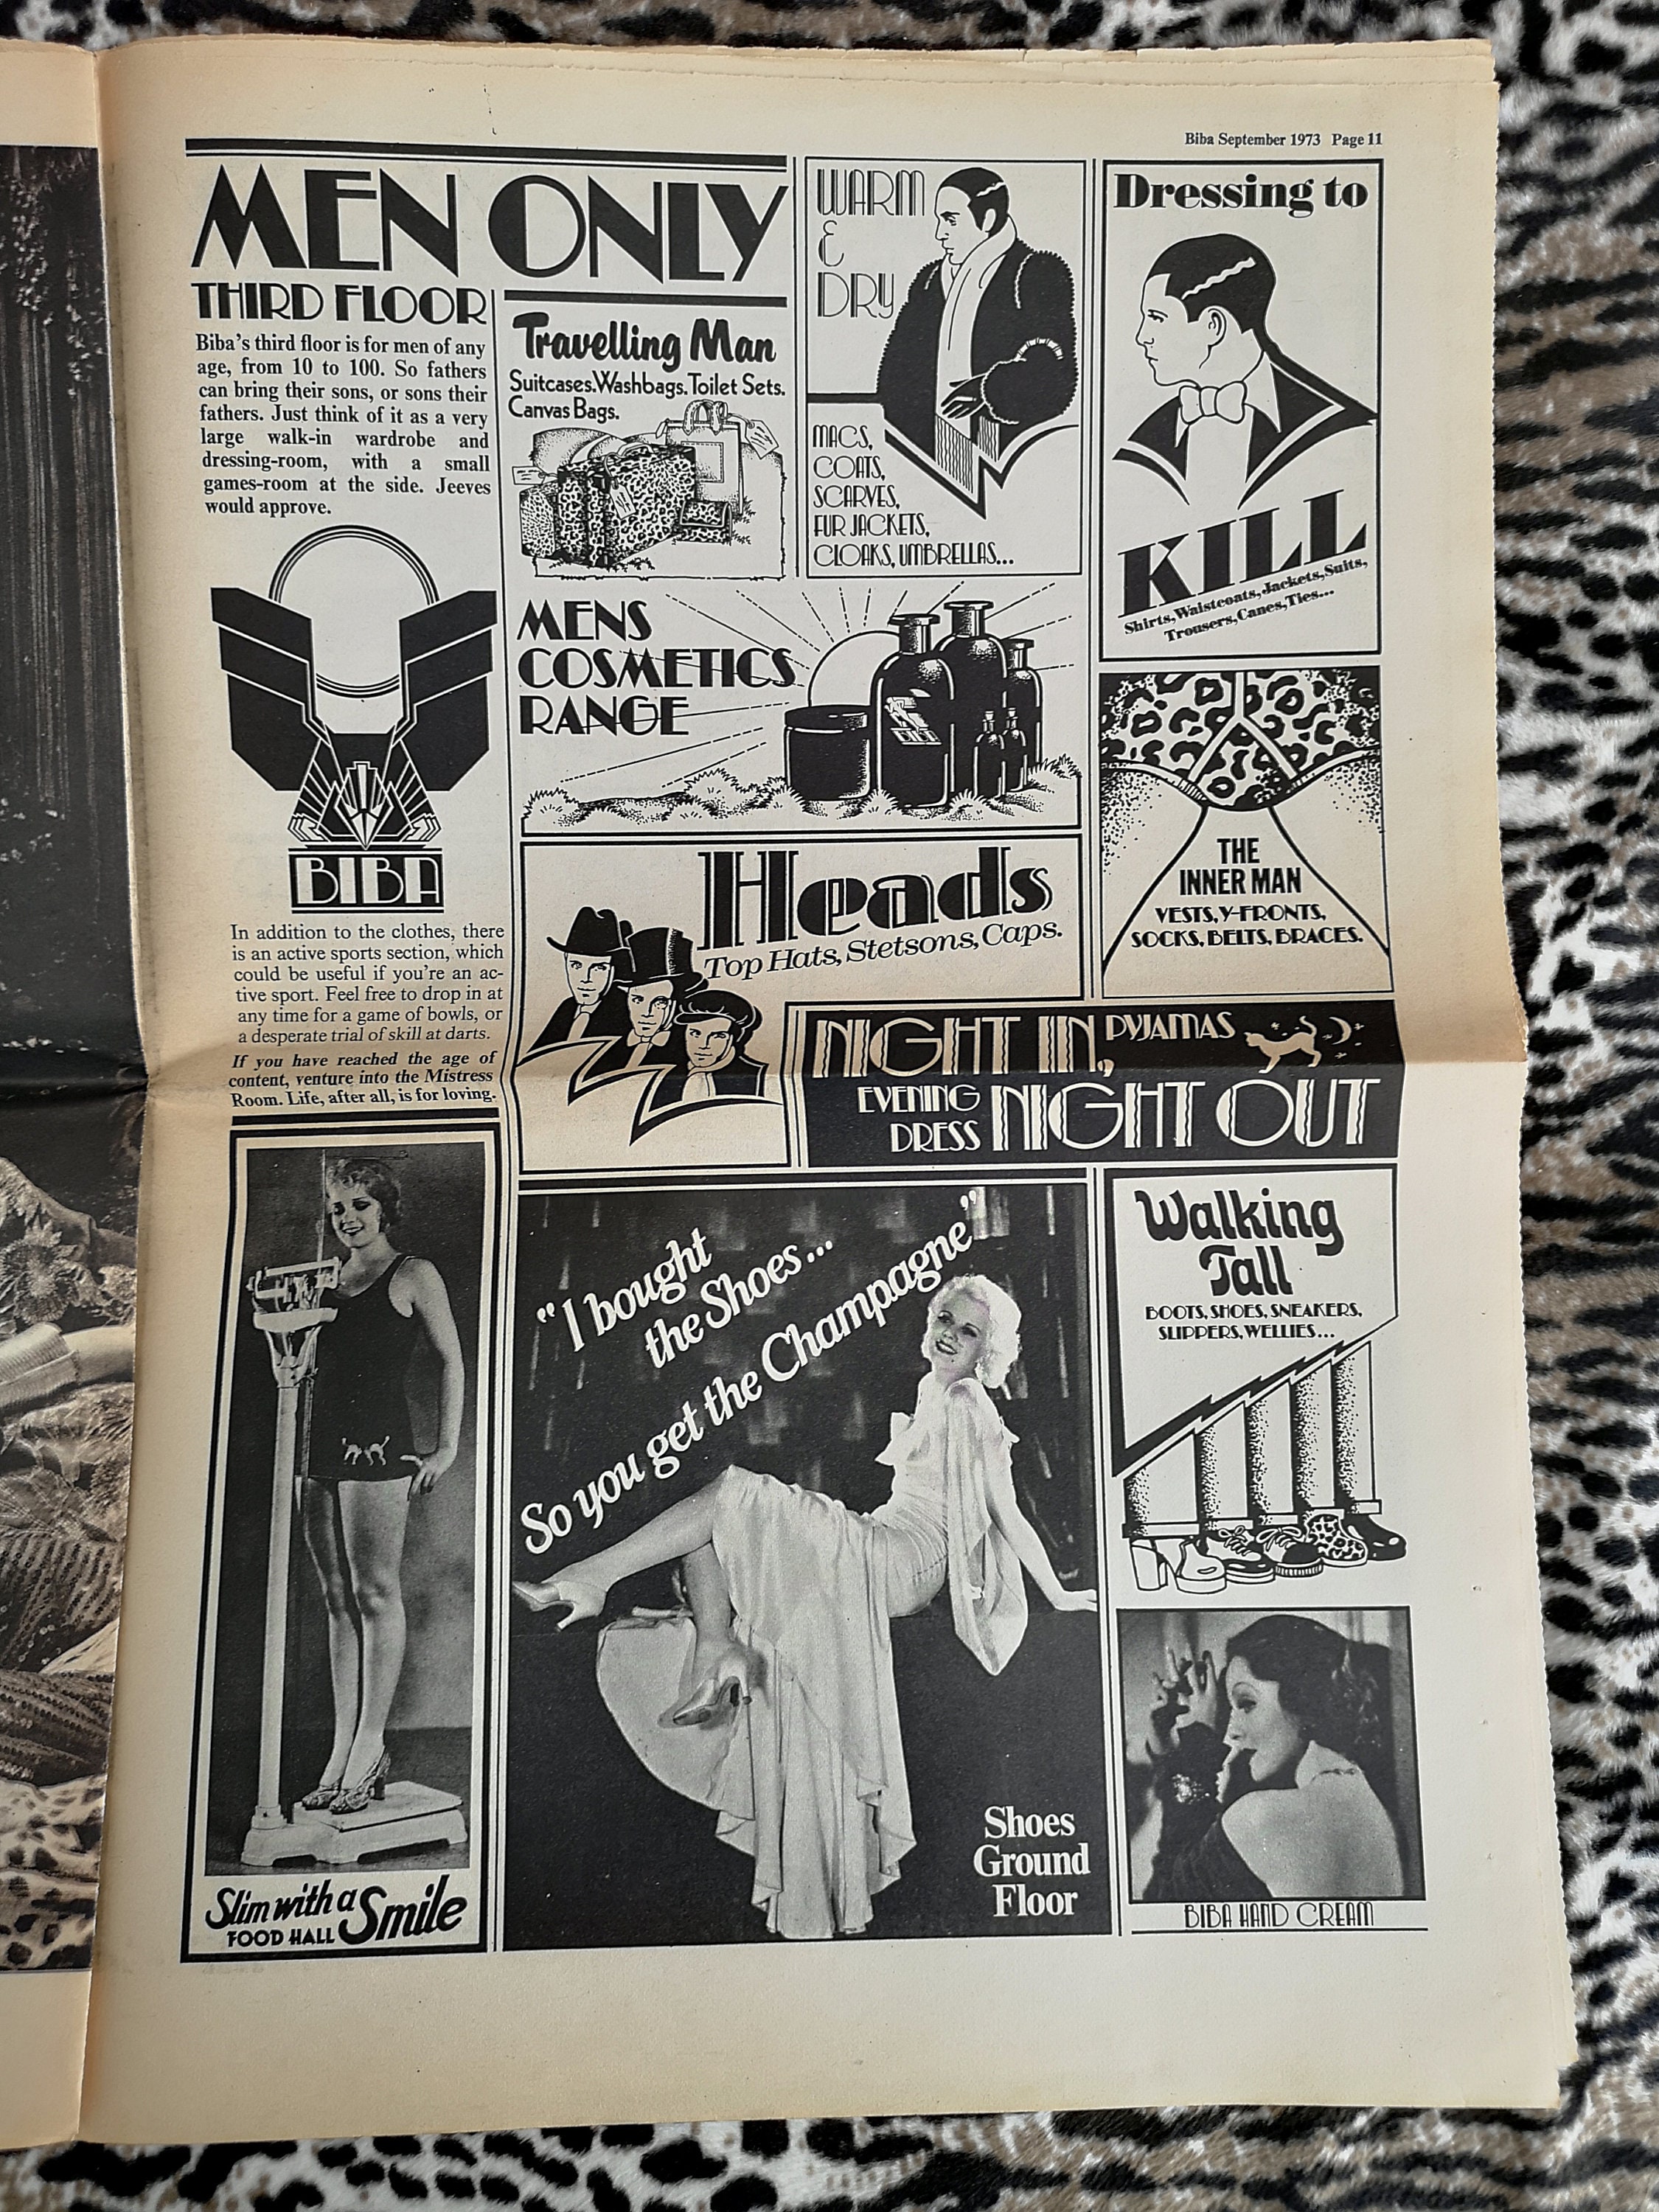 Biba September 1973 Page 11
MEN ONLY
THIRD FLOOR
Biba's third floor is for men of any
age, from 10 to 100. So fathers
can bring their sons, or sons their
fathers. Just think of it as a very
large walk-in wardrobe and
dressing-room, with a small
games-room at the side. Jeeves
would approve.
BIBA
In addition to the clothes, there
is an active sports section, which
could be useful if you're an ac-
tive sport. Feel free to drop in at
any time for a game of bowls, or
a desperate trial of skill at darts.
If you have reached the age of
content, venture into the Mistress
Room. Life, after all, is for loving.
Travelling Man
Suitcases.Washbags.Toilet Sets.
Canvas Bags.
WARM
&
DRY
MACS,
COATS,
SCARVES,
FUR JACKETS,
CLOAKS, UMBRELLAS...
Dressing to
KILL
Shirts,Waistcoats,Jackets,Suits,
Trousers,Canes,Ties...
MENS
COSMETICS
RANGE
THE
INNER MAN
VESTS, Y-FRONTS,
SOCKS, BELTS, BRACES.
Heads
Top Hats, Stetsons, Caps.
NIGHT IN, PYJAMAS
EVENING
DRESS NIGHT OUT
Slim with a Smile
FOOD HALL
"I bought
the Shoes...
So you get the Champagne"
Shoes
Ground
Floor
Walking
Tall
BOOTS, SHOES, SNEAKERS,
SLIPPERS, WELLIES...
BIBA HAND CREAM